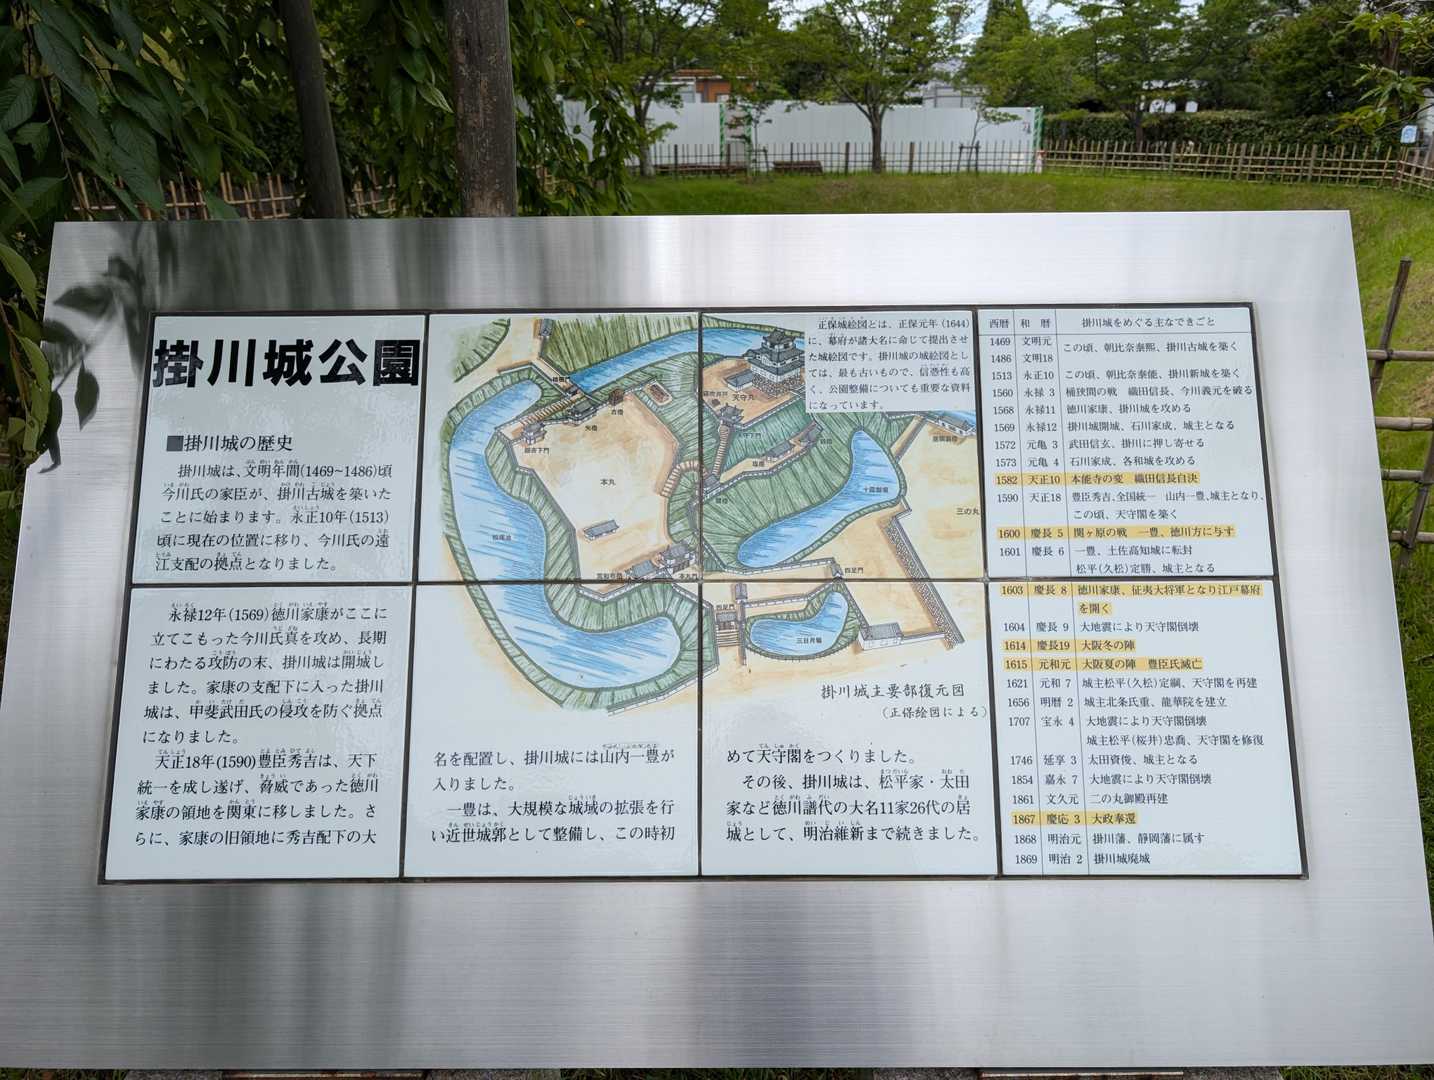 掛川城公園
■掛川城の歴史
掛川城は、文明年間(1469~1486)頃
今川氏の家臣が、掛川古城を築いた
ことに始まります。永正10年(1513)
頃に現在の位置に移り、今川氏の遠
江支配の拠点となりました。
永禄12年(1569)徳川家康がここに
立てこもった今川氏真を攻め、長期
にわたる攻防の末、掛川城は開城し
ました。家康の支配下に入った掛川
城は、甲斐武田氏の侵攻を防ぐ拠点
になりました。
天正18年(1590)豊臣秀吉は、天下
統一を成し遂げ、脅威であった徳川
家康の領地を関東に移しました。さ
らに、家康の旧領地に秀吉配下の大
名を配置し、掛川城には山内一豊が
入りました。
一豊は、大規模な城域の拡張を行
い近世城郭として整備し、この時初
めて天守閣をつくりました。
その後、掛川城は、松平家・太田
家など徳川譜代の大名11家26代の居
城として、明治維新まで続きました。
正保城絵図とは、正保元年(1644)
に、幕府が諸大名に命じて提出させ
た城絵図です。掛川城の城絵図とし
ては、最も古いもので、信憑性も高
く、公園整備についても重要な資料
になっています。
天守丸
本丸
三の丸
松尾池
十露盤堀
本丸門
四足門
四足門
三日月堀
掛川城主要部復元図
(正保絵図による)
西暦 和暦 掛川城をめぐる主なできごと
1469 文明元
この頃、朝比奈泰煕、掛川古城を築く
1486 文明18
1513 永正10 この頃、朝比奈泰能、掛川新城を築く
1560 永禄 3 桶狭間の戦 織田信長、今川義元を破る
1568 永禄11 徳川家康、掛川城を攻める
1569 永禄12 掛川城開城、石川家成、城主となる
1572 元亀 3 武田信玄、掛川に押し寄せる
1573 元亀 4 石川家成、各和城を攻める
1582 天正10 本能寺の変 織田信長自決
1590 天正18 豊臣秀吉、全国統一 山内一豊、城主となり、
この頃、天守閣を築く
1600 慶長 5 関ヶ原の戦 一豊、徳川方に与す
1601 慶長 6 一豊、土佐高知城に転封
松平(久松)定勝、城主となる
1603 慶長 8 徳川家康、征夷大将軍となり江戸幕府
を開く
1604 慶長 9 大地震により天守閣倒壊
1614 慶長19 大阪冬の陣
1615 元和元 大阪夏の陣 豊臣氏滅亡
1621 元和 7 城主松平(久松)定綱、天守閣を再建
1656 明暦 2 城主北条氏重、龍華院を建立
1707 宝永 4 大地震により天守閣倒壊
城主松平(桜井)忠喬、天守閣を修復
1746 延享 3 太田資俊、城主となる
1854 嘉永 7 大地震により天守閣倒壊
1861 文久元 二の丸御殿再建
1867 慶応 3 大政奉還
1868 明治元 掛川藩、静岡藩に属す
1869 明治 2 掛川城廃城